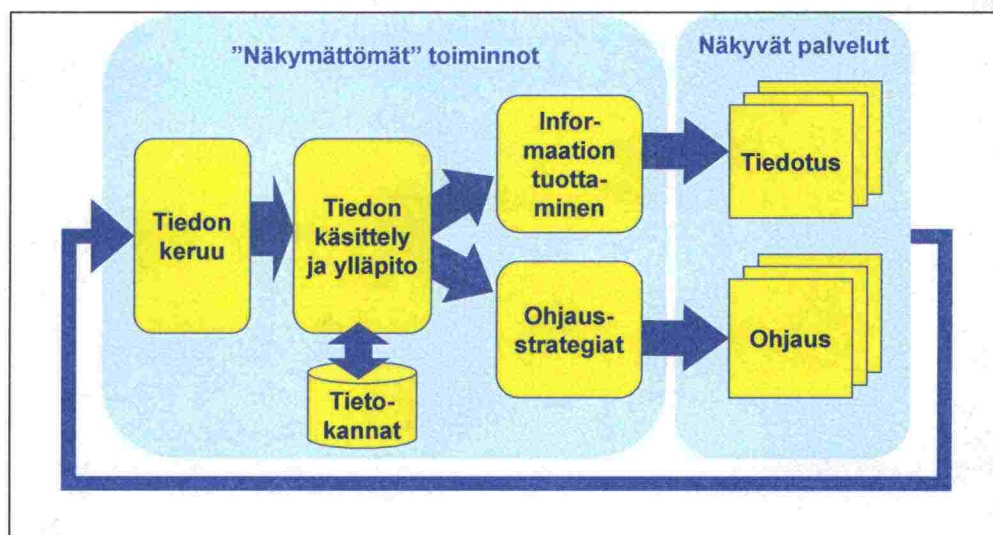 ”Näkymättömät” toiminnot
Näkyvät palvelut
Tiedon
keruu
Tiedon
käsittely
ja ylläpito
Tieto-
kannat
Infor-
maation
tuotta-
minen
Ohjaus-
strategiat
Tiedotus
Ohjaus